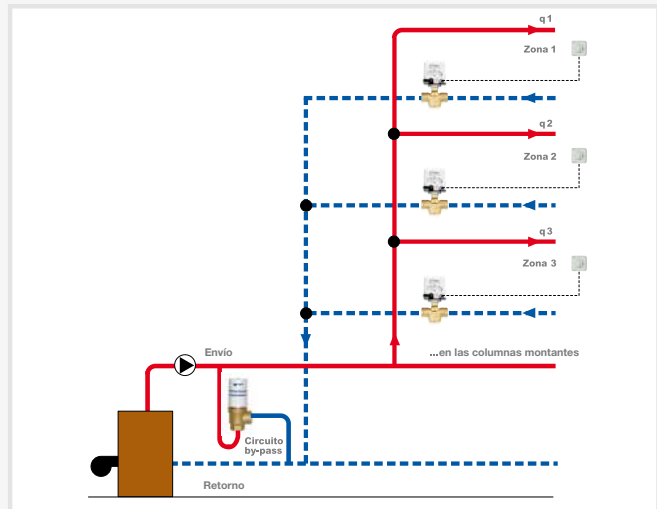 q1
Zona 1
q2
Zona 2
q3
Zona 3
Envío
...en las columnas montantes
Circuito
by-pass
Retorno